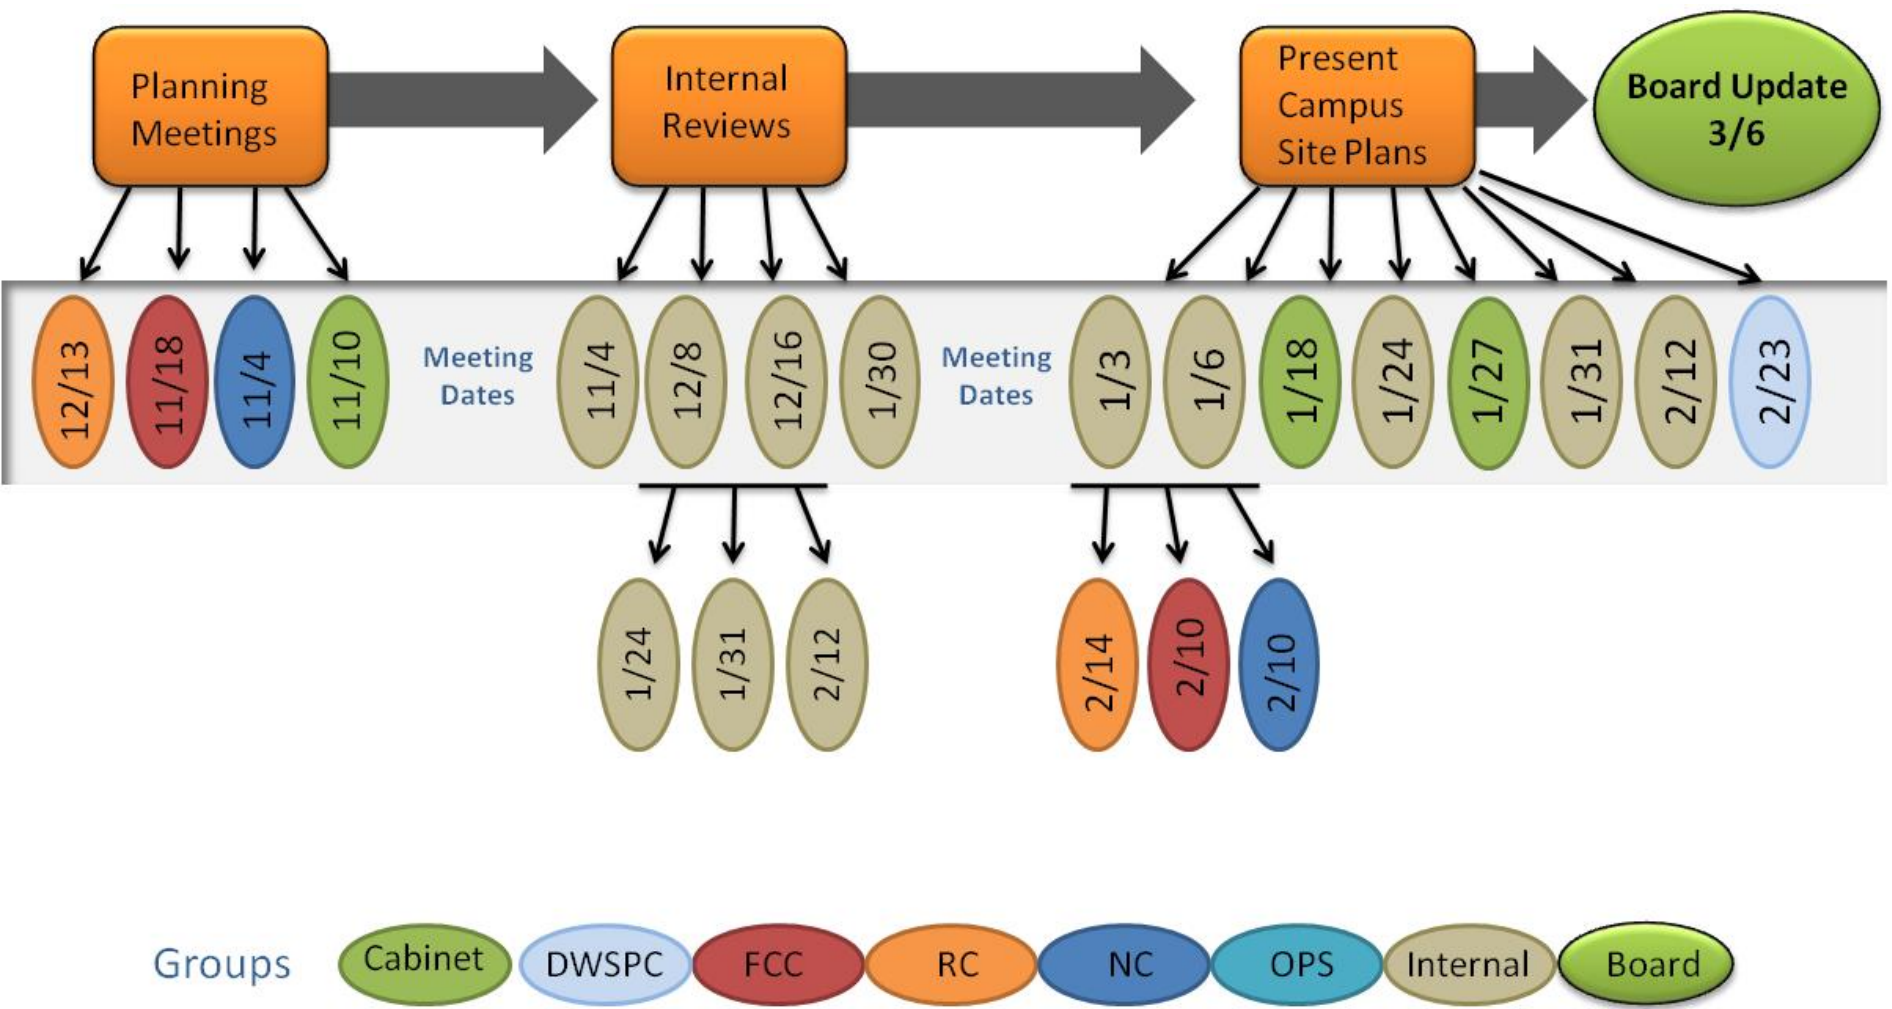 Planning
Meetings
Internal
Reviews
Present
Campus
Site Plans
Board Update
3/6
12/13
11/18
11/4
11/10
Meeting
Dates
11/4
12/8
12/16
1/30
Meeting
Dates
1/3
1/6
1/18
1/24
1/27
1/31
2/12
2/23
1/24
1/31
2/12
2/14
2/10
2/10
Groups
Cabinet
DWSPC
FCC
RC
NC
OPS
Internal
Board